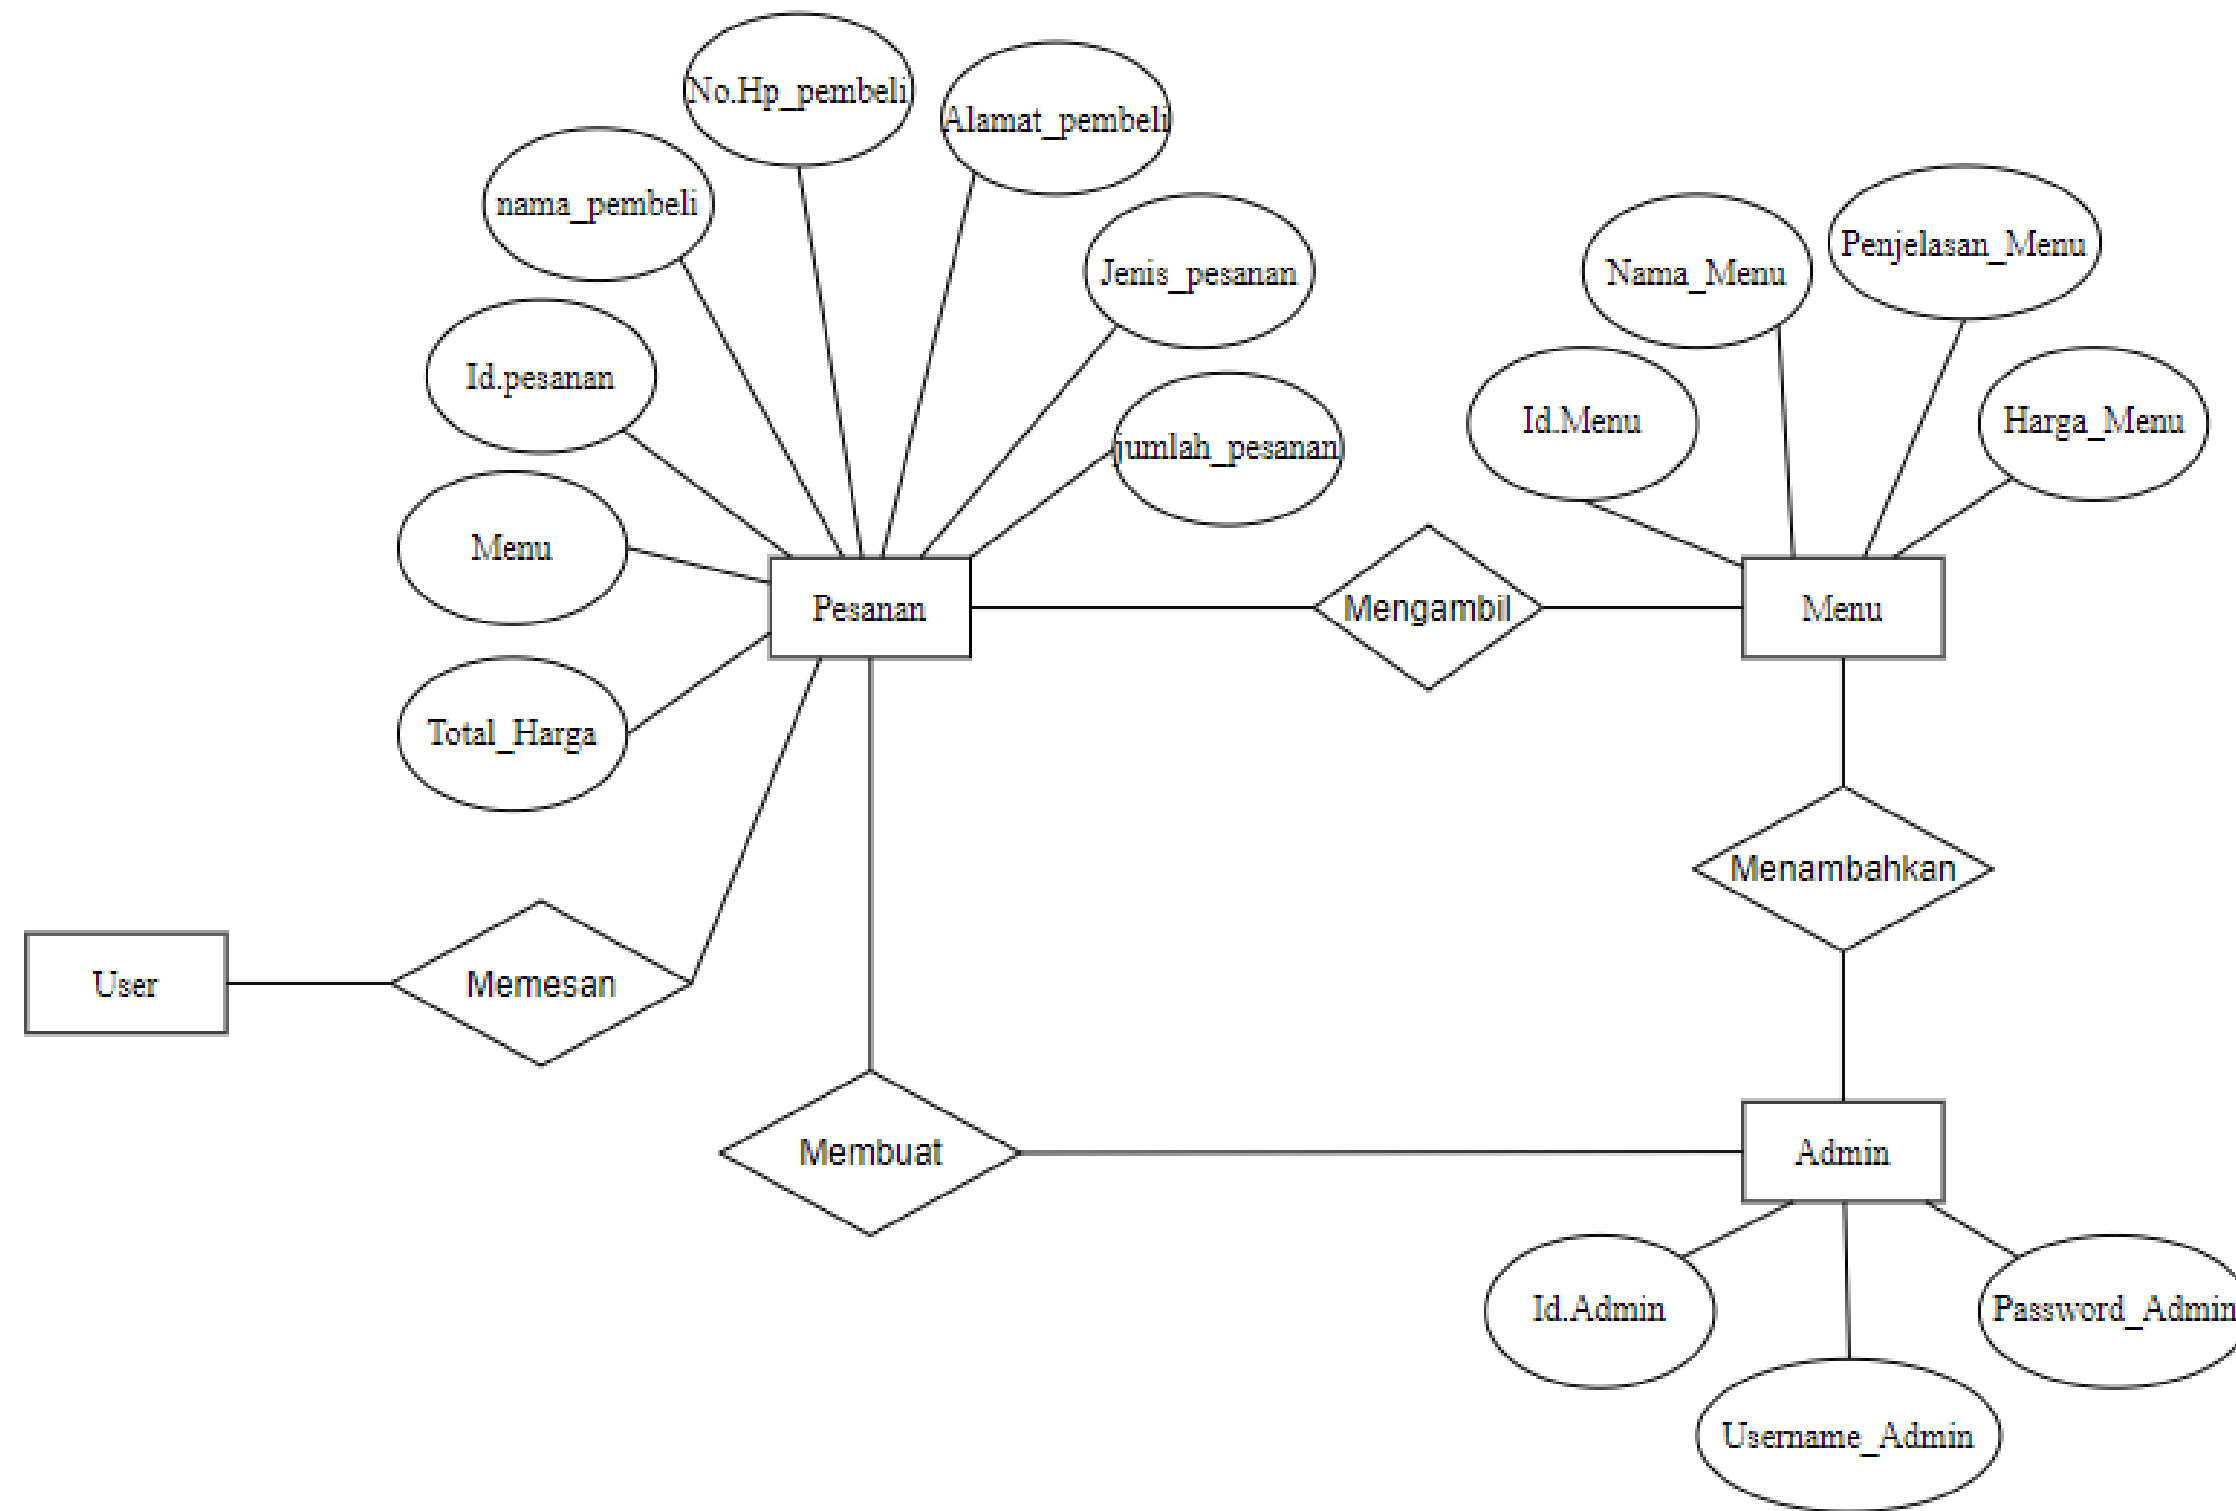 No.Hp_pembeli
Alamat_pembeli
nama_pembeli
Jenis_pesanan
Nama_Menu
Penjelasan_Menu
Id.pesanan
jumlah_pesanan
Id.Menu
Harga_Menu
Menu
Pesanan
Mengambil
Menu
Total_Harga
Menambahkan
User
Memesan
Membuat
Admin
Id.Admin
Password_Admin
Username_Admin